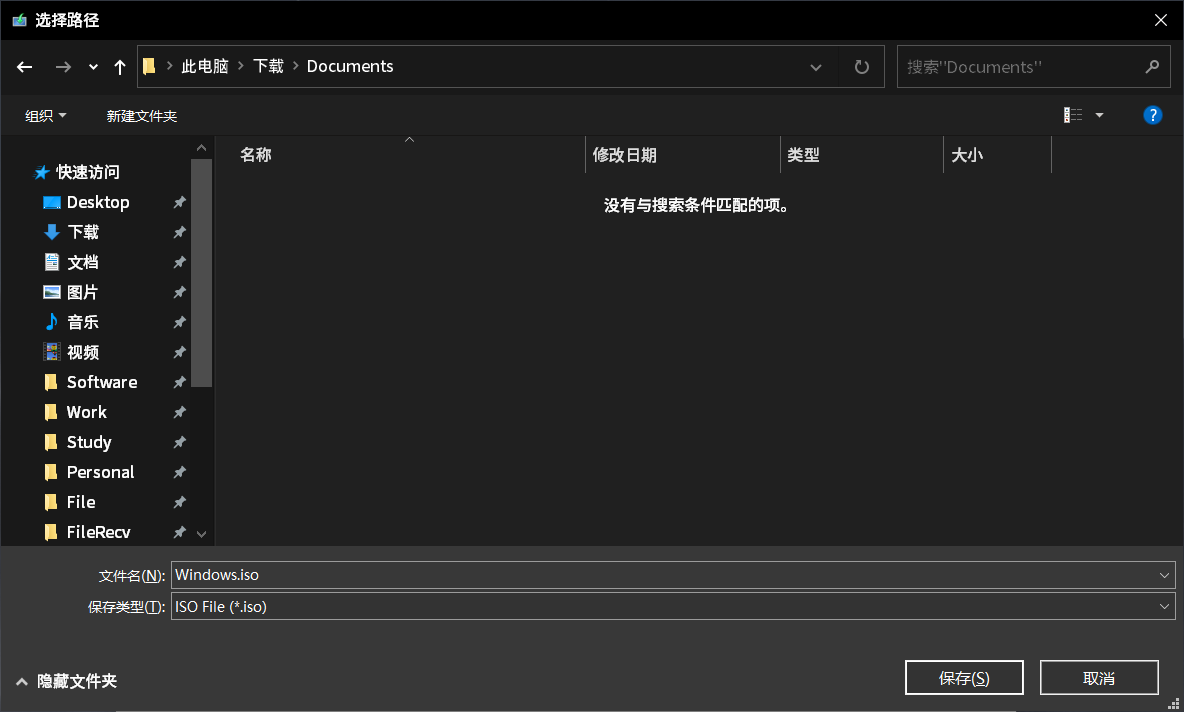 选择路径
此电脑 > 下载 > Documents
搜索"Documents"
组织
新建文件夹
?
名称
修改日期
类型
大小
没有与搜索条件匹配的项。
快速访问
Desktop
下载
文档
图片
音乐
视频
Software
Work
Study
Personal
File
FileRecv
文件名(N): Windows.iso
保存类型(T): ISO File (*.iso)
隐藏文件夹
保存(S)
取消